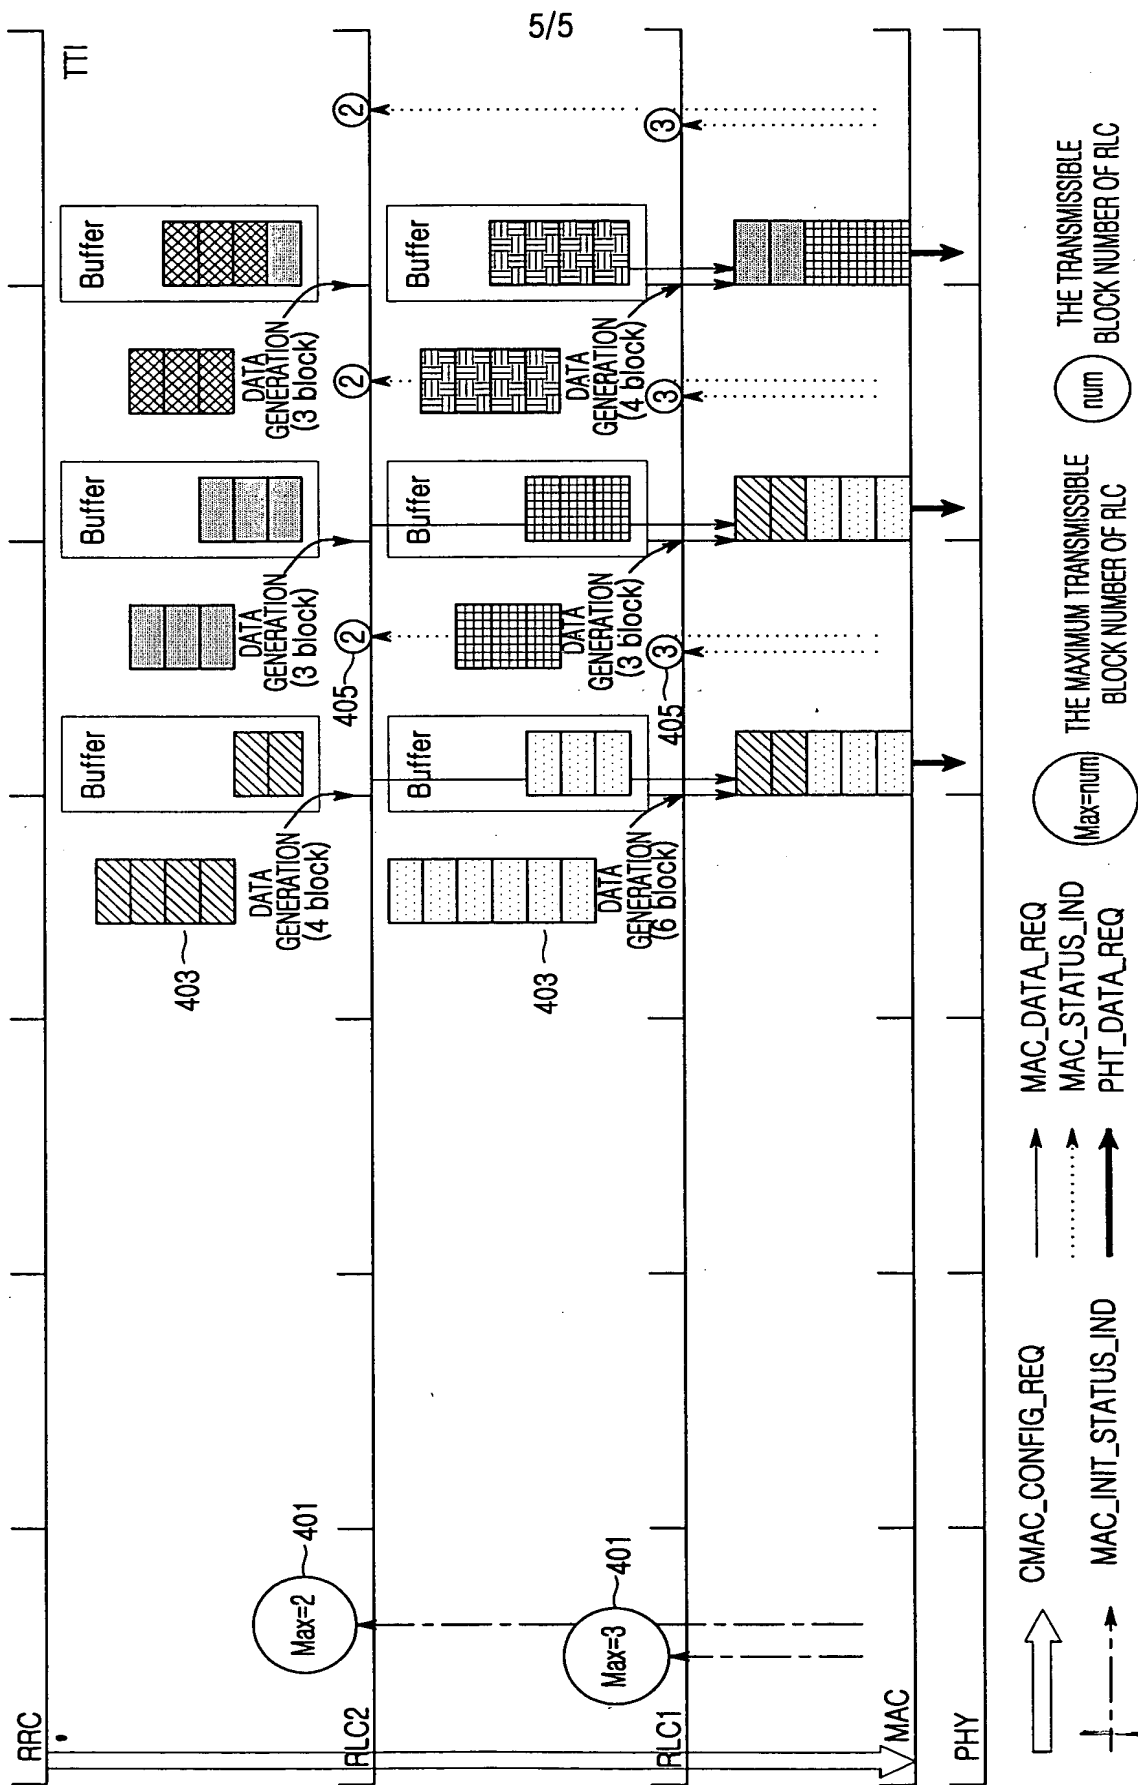 5/5
RRC
TTI
Buffer
Buffer
Buffer
403
DATA
GENERATION
(4 block)
DATA
GENERATION
(3 block)
DATA
GENERATION
(3 block)
401
Max=2
405
2
2
2
RLC2
Buffer
Buffer
Buffer
403
DATA
GENERATION
(6 block)
DATA
GENERATION
(3 block)
DATA
GENERATION
(4 block)
401
Max=3
405
3
3
3
RLC1
MAC
PHY
CMAC_CONFIG_REQ
MAC_INIT_STATUS_IND
MAC_DATA_REQ
MAC_STATUS_IND
PHT_DATA_REQ
Max=num
THE MAXIMUM TRANSMISSIBLE
BLOCK NUMBER OF RLC
num
THE TRANSMISSIBLE
BLOCK NUMBER OF RLC